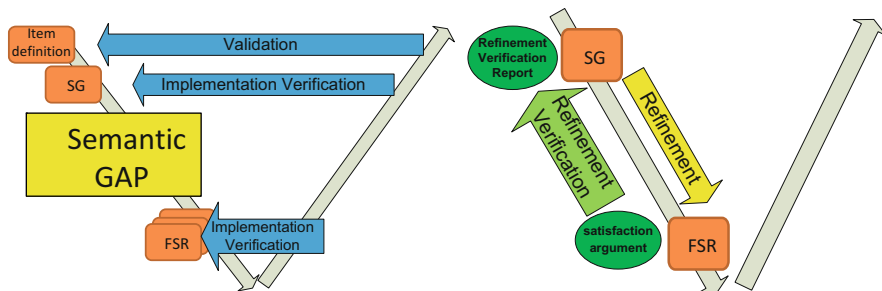 Item
definition
Validation
SG
Implementation Verification
Semantic
GAP
FSR
Implementation
Verification
Refinement
Verification
Report
SG
Refinement
Refinement
Verification
satisfaction
argument
FSR